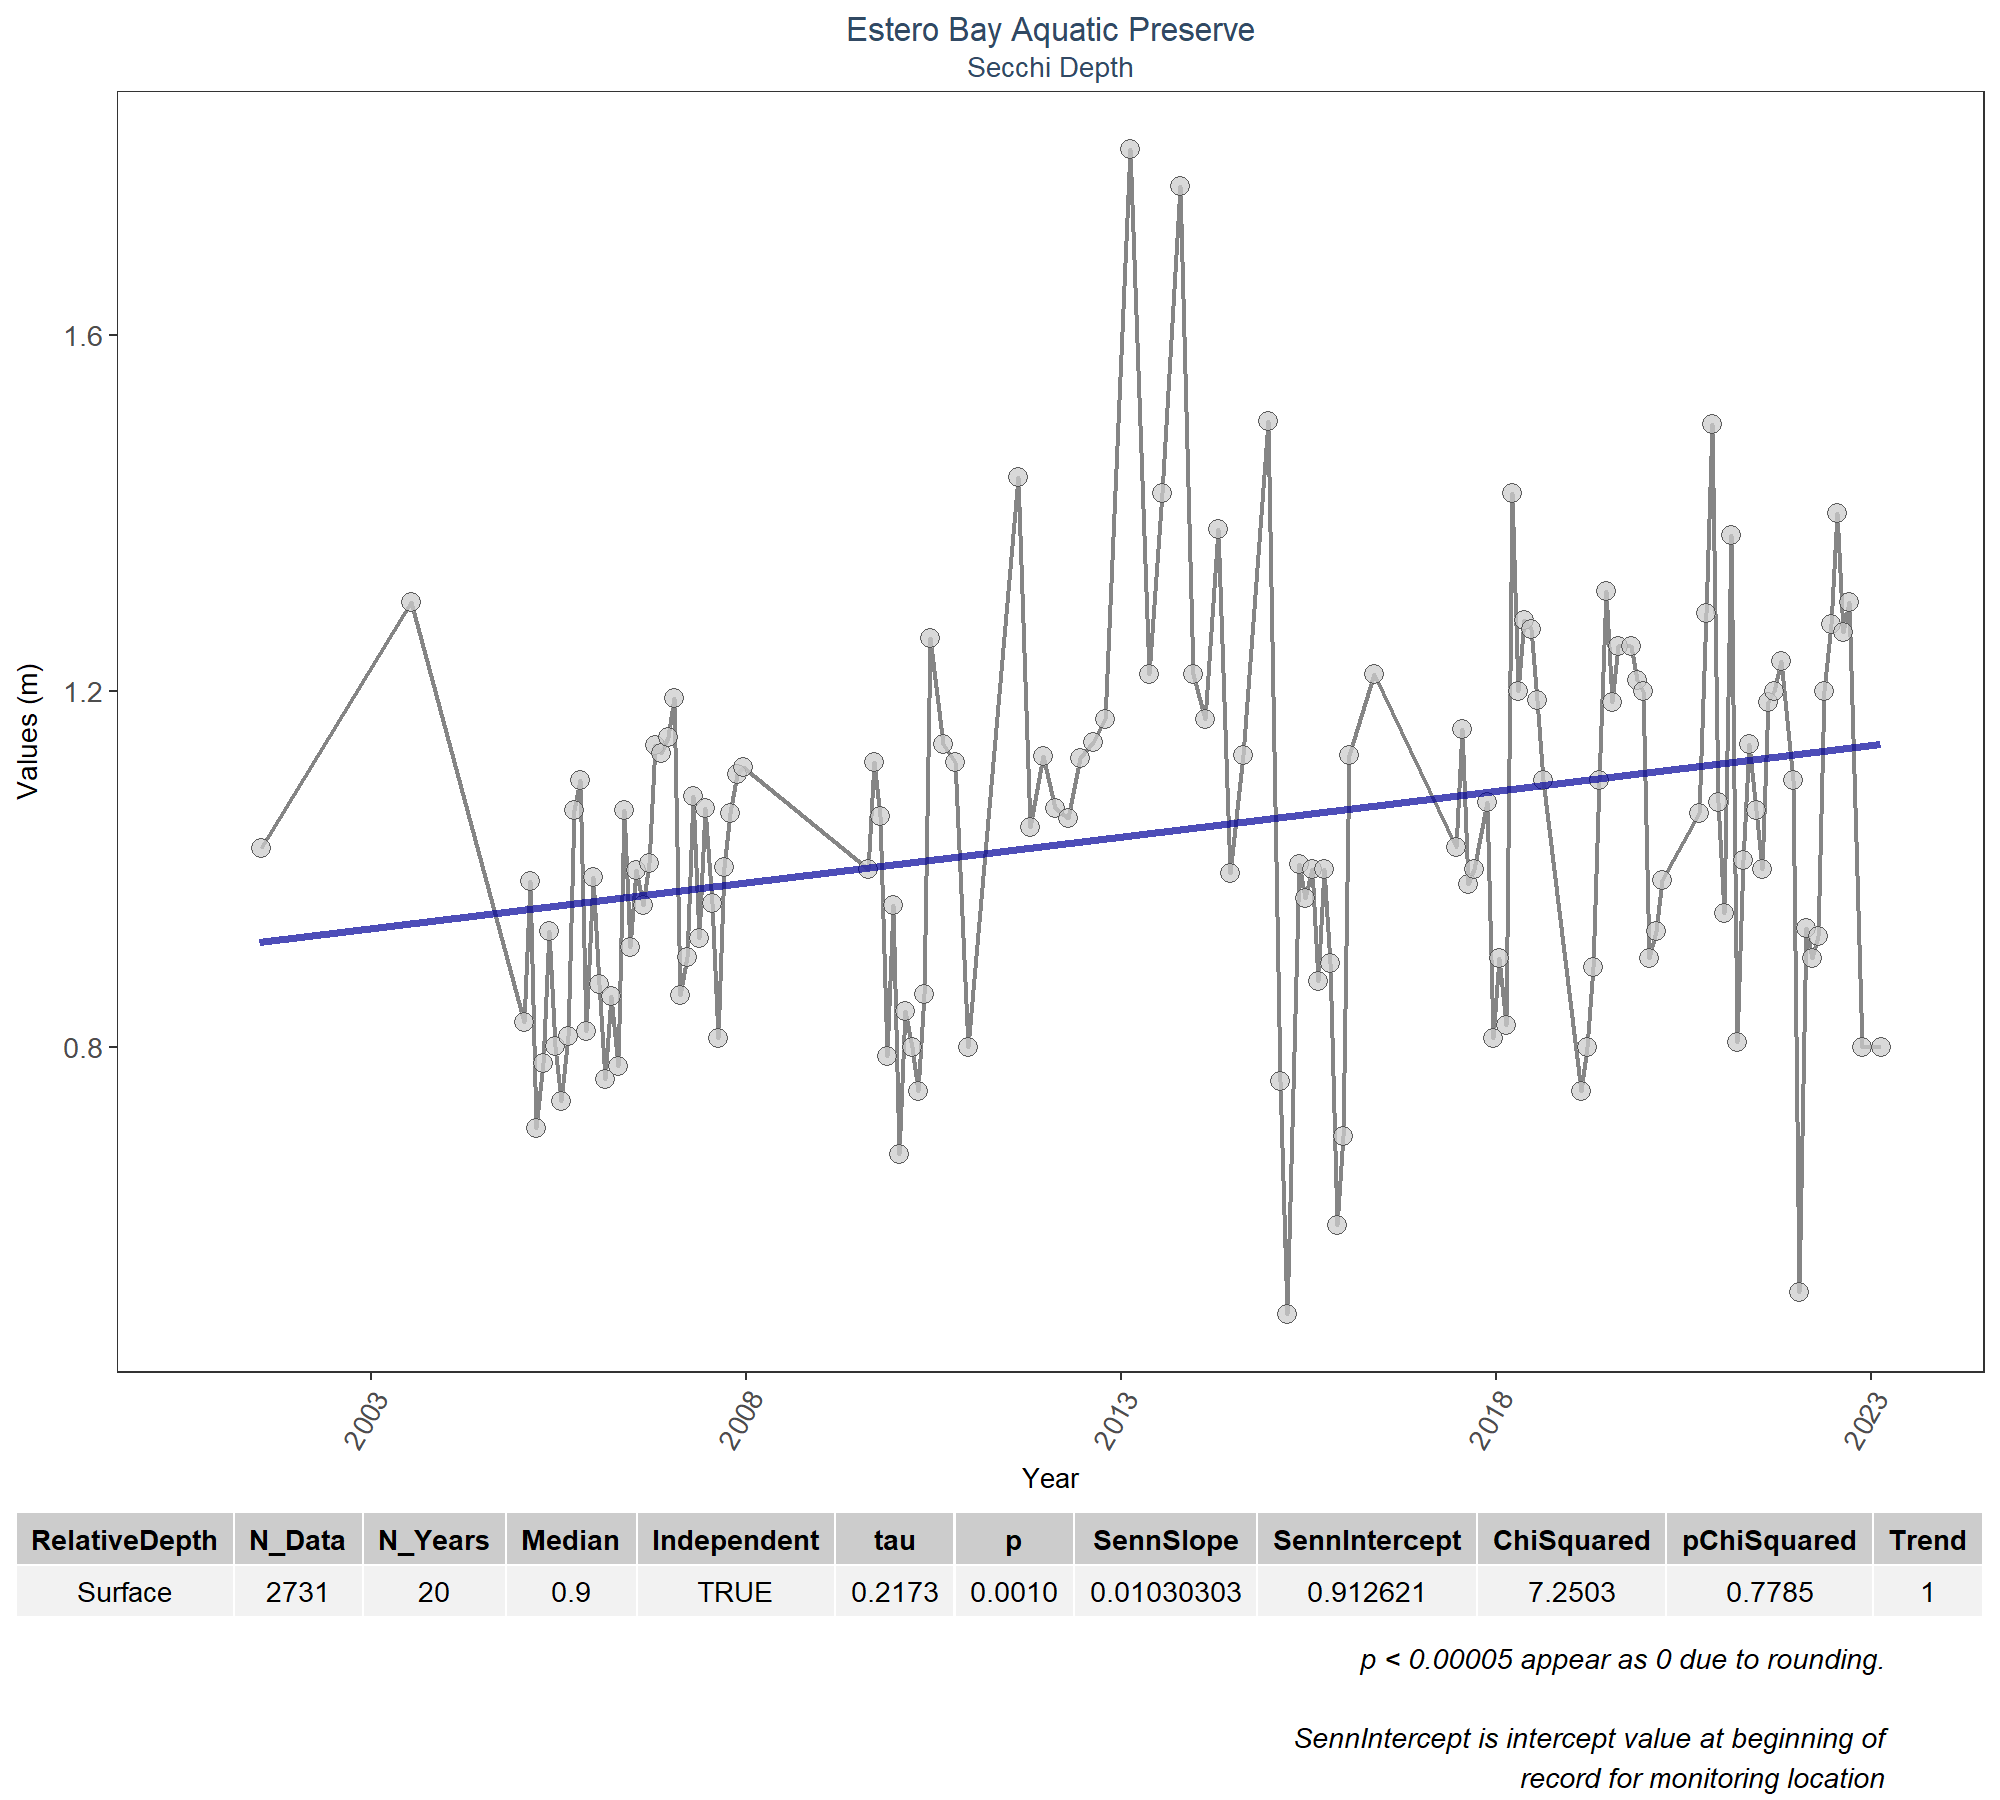 Estero Bay Aquatic Preserve
Secchi Depth
Values (m)
1.6
1.2
0.8
2003 2008 2013 2018 2023
Year
RelativeDepth N_Data N_Years Median Independent tau p SennSlope SennIntercept ChiSquared pChiSquared Trend
Surface 2731 20 0.9 TRUE 0.2173 0.0010 0.01030303 0.912621 7.2503 0.7785 1
p < 0.00005 appear as 0 due to rounding.
SennIntercept is intercept value at beginning of
record for monitoring location